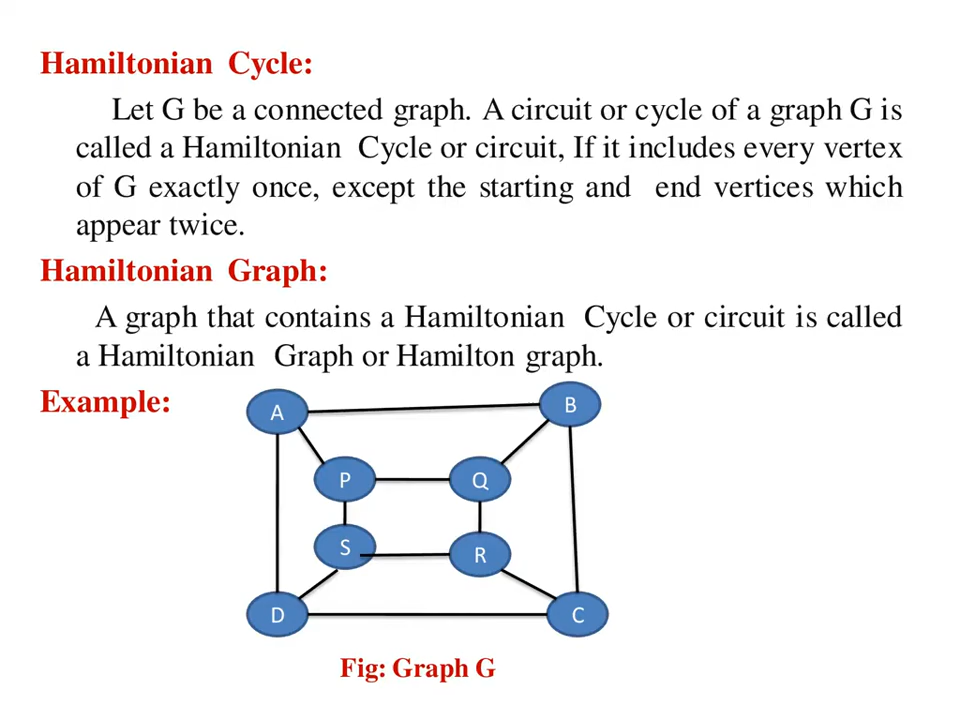 Hamiltonian Cycle:
Let G be a connected graph. A circuit or cycle of a graph G is
called a Hamiltonian Cycle or circuit, If it includes every vertex
of G exactly once, except the starting and end vertices which
appear twice.
Hamiltonian Graph:
A graph that contains a Hamiltonian Cycle or circuit is called
a Hamiltonian Graph or Hamilton graph.
Example:
A
B
P
Q
S
R
D
C
Fig: Graph G